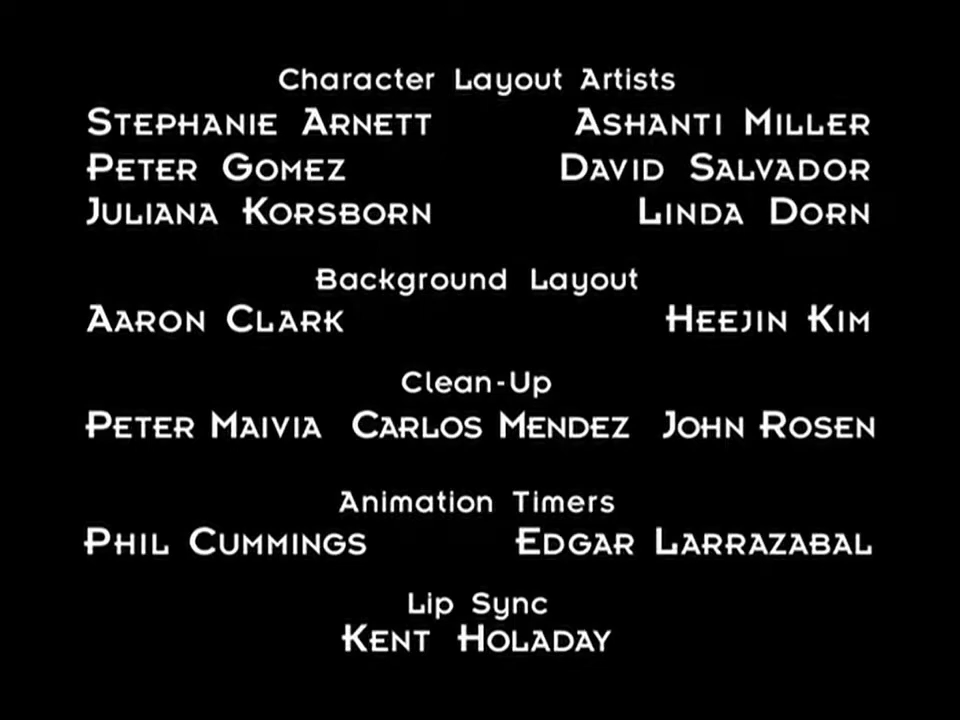 Character Layout Artists
STEPHANIE ARNETT ASHANTI MILLER
PETER GOMEZ DAVID SALVADOR
JULIANA KORSBORN LINDA DORN
Background Layout
AARON CLARK HEEJIN KIM
Clean-Up
PETER MAIVIA CARLOS MENDEZ JOHN ROSEN
Animation Timers
PHIL CUMMINGS EDGAR LARRAZABAL
Lip Sync
KENT HOLADAY